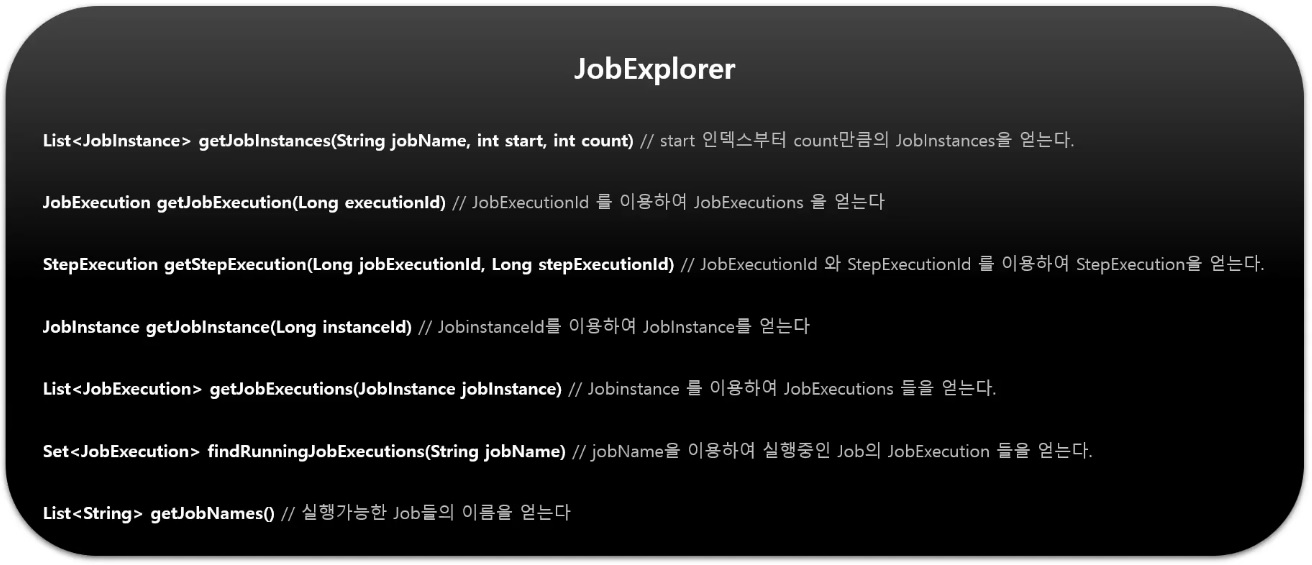 JobExplorer
List<JobInstance> getJobInstances(String jobName, int start, int count) // start 인덱스부터 count만큼의 JobInstances을 얻는다.
JobExecution getJobExecution(Long executionId) // JobExecutionId 를 이용하여 JobExecutions 을 얻는다
StepExecution getStepExecution(Long jobExecutionId, Long stepExecutionId) // JobExecutionId 와 StepExecutionId 를 이용하여 StepExecution을 얻는다.
JobInstance getJobInstance(Long instanceId) // JobinstanceId를 이용하여 JobInstance를 얻는다
List<JobExecution> getJobExecutions(JobInstance jobInstance) // Jobinstance 를 이용하여 JobExecutions 들을 얻는다.
Set<JobExecution> findRunningJobExecutions(String jobName) // jobName을 이용하여 실행중인 Job의 JobExecution 들을 얻는다.
List<String> getJobNames() // 실행가능한 Job들의 이름을 얻는다